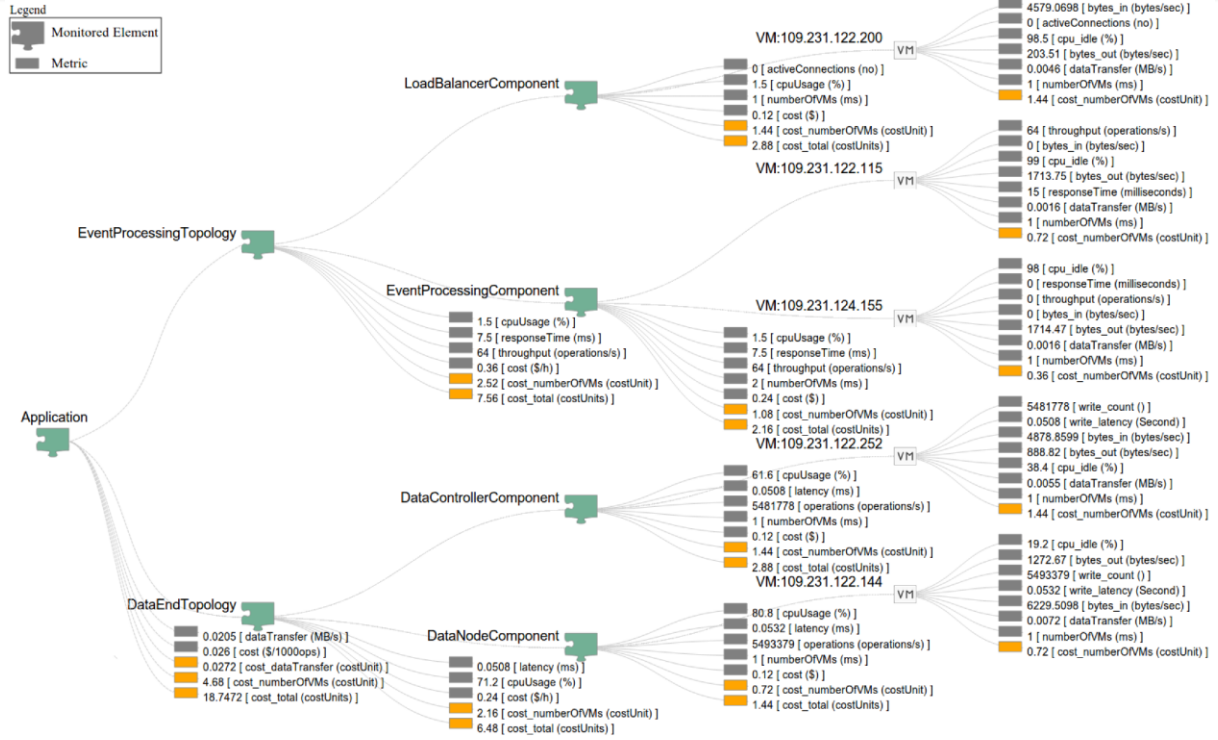 Legend
Monitored Element
Metric
Application
0.0205 [ dataTransfer (MB/s) ]
0.026 [ cost ($/1000ops) ]
0.0272 [ cost_dataTransfer (costUnit) ]
4.68 [ cost_numberOfVMs (costUnit) ]
18.7472 [ cost_total (costUnits) ]
EventProcessingTopology
1.5 [ cpuUsage (%) ]
7.5 [ responseTime (ms) ]
64 [ throughput (operations/s) ]
0.36 [ cost ($/h) ]
2.52 [ cost_numberOfVMs (costUnit) ]
7.56 [ cost_total (costUnits) ]
DataEndTopology
0.0508 [ latency (ms) ]
71.2 [ cpuUsage (%) ]
0.24 [ cost ($/h) ]
2.16 [ cost_numberOfVMs (costUnit) ]
6.48 [ cost_total (costUnits) ]
LoadBalancerComponent
0 [ activeConnections (no) ]
1.5 [ cpuUsage (%) ]
1 [ numberOfVMs (ms) ]
0.12 [ cost ($) ]
1.44 [ cost_numberOfVMs (costUnit) ]
2.88 [ cost_total (costUnits) ]
EventProcessingComponent
1.5 [ cpuUsage (%) ]
7.5 [ responseTime (ms) ]
64 [ throughput (operations/s) ]
2 [ numberOfVMs (ms) ]
0.24 [ cost ($) ]
1.08 [ cost_numberOfVMs (costUnit) ]
2.16 [ cost_total (costUnits) ]
DataControllerComponent
61.6 [ cpuUsage (%) ]
0.0508 [ latency (ms) ]
5481778 [ operations (operations/s) ]
1 [ numberOfVMs (ms) ]
0.12 [ cost ($) ]
1.44 [ cost_numberOfVMs (costUnit) ]
2.88 [ cost_total (costUnits) ]
DataNodeComponent
80.8 [ cpuUsage (%) ]
0.0532 [ latency (ms) ]
5493379 [ operations (operations/s) ]
1 [ numberOfVMs (ms) ]
0.12 [ cost ($) ]
0.72 [ cost_numberOfVMs (costUnit) ]
1.44 [ cost_total (costUnits) ]
VM:109.231.122.200
VM
4579.0698 [ bytes_in (bytes/sec) ]
0 [ activeConnections (no) ]
98.5 [ cpu_idle (%) ]
203.51 [ bytes_out (bytes/sec) ]
0.0046 [ dataTransfer (MB/s) ]
1 [ numberOfVMs (ms) ]
1.44 [ cost_numberOfVMs (costUnit) ]
VM:109.231.122.115
VM
64 [ throughput (operations/s) ]
0 [ bytes_in (bytes/sec) ]
99 [ cpu_idle (%) ]
1713.75 [ bytes_out (bytes/sec) ]
15 [ responseTime (milliseconds) ]
0.0016 [ dataTransfer (MB/s) ]
1 [ numberOfVMs (ms) ]
0.72 [ cost_numberOfVMs (costUnit) ]
VM:109.231.124.155
VM
98 [ cpu_idle (%) ]
0 [ responseTime (milliseconds) ]
0 [ throughput (operations/s) ]
0 [ bytes_in (bytes/sec) ]
1714.47 [ bytes_out (bytes/sec) ]
0.0016 [ dataTransfer (MB/s) ]
1 [ numberOfVMs (ms) ]
0.36 [ cost_numberOfVMs (costUnit) ]
VM:109.231.122.252
VM
5481778 [ write_count () ]
0.0508 [ write_latency (Second) ]
4878.8599 [ bytes_in (bytes/sec) ]
888.82 [ bytes_out (bytes/sec) ]
38.4 [ cpu_idle (%) ]
0.0055 [ dataTransfer (MB/s) ]
1 [ numberOfVMs (ms) ]
1.44 [ cost_numberOfVMs (costUnit) ]
VM:109.231.122.144
VM
19.2 [ cpu_idle (%) ]
1272.67 [ bytes_out (bytes/sec) ]
5493379 [ write_count () ]
0.0532 [ write_latency (Second) ]
6229.5098 [ bytes_in (bytes/sec) ]
0.0072 [ dataTransfer (MB/s) ]
1 [ numberOfVMs (ms) ]
0.72 [ cost_numberOfVMs (costUnit) ]